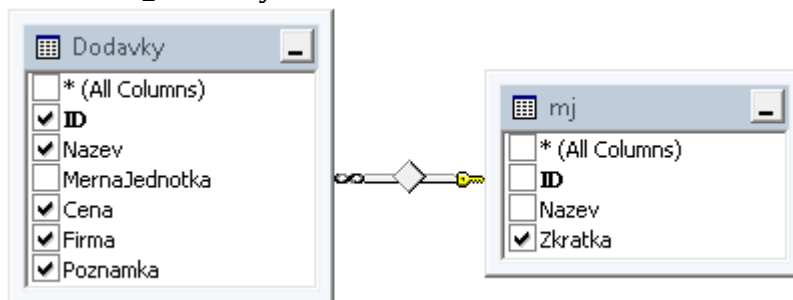 Dodavky
* (All Columns)
ID
Nazev
MernaJednotka
Cena
Firma
Poznamka
mj
* (All Columns)
ID
Nazev
Zkratka